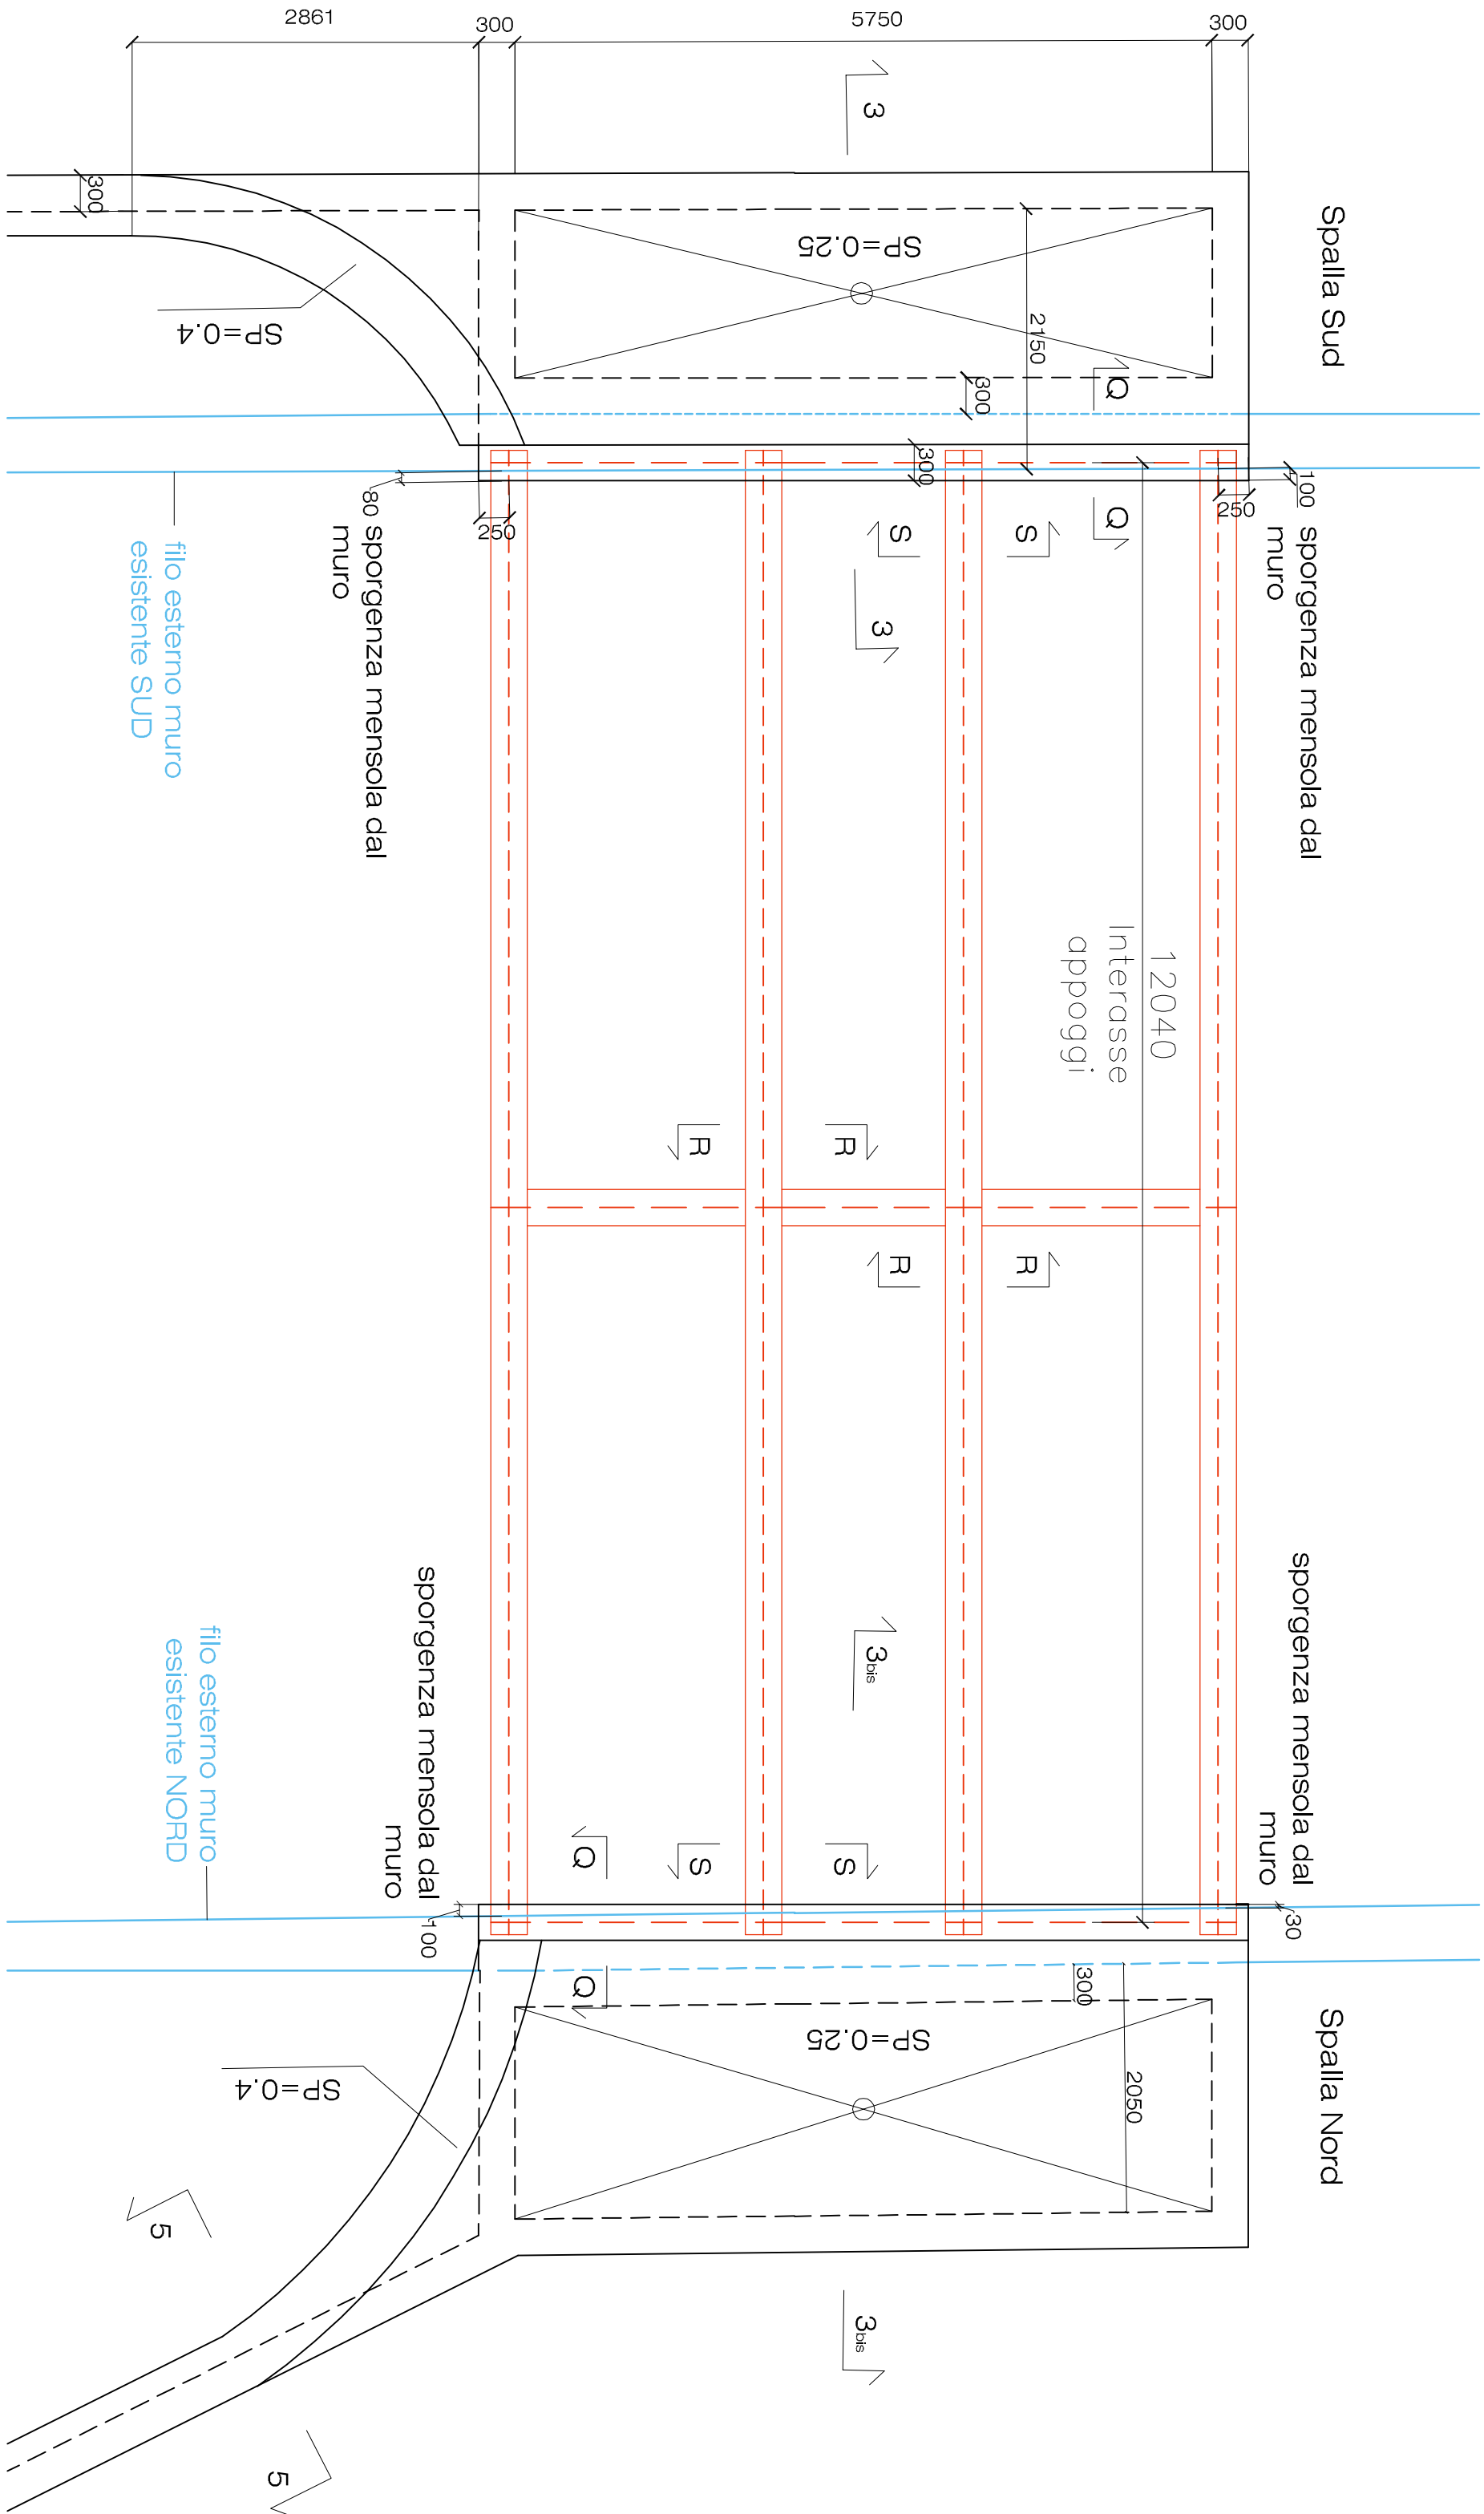 2861
300
5750
300
3
300
Spalla Sud
SP=0.25
SP=0.4
2150
300
Q
300
100 sporgenza mensola dal
muro
250
80 sporgenza mensola dal
muro
250
Q
S
S
3
filo esterno muro
esistente SUD
12040
Interasse
appoggi
R
R
R
R
3bis
sporgenza mensola dal
muro
30
sporgenza mensola dal
muro
100
filo esterno muro
esistente NORD
Q
S
S
Q
300
Spalla Nord
SP=0.25
2050
SP=0.4
5
3bis
5